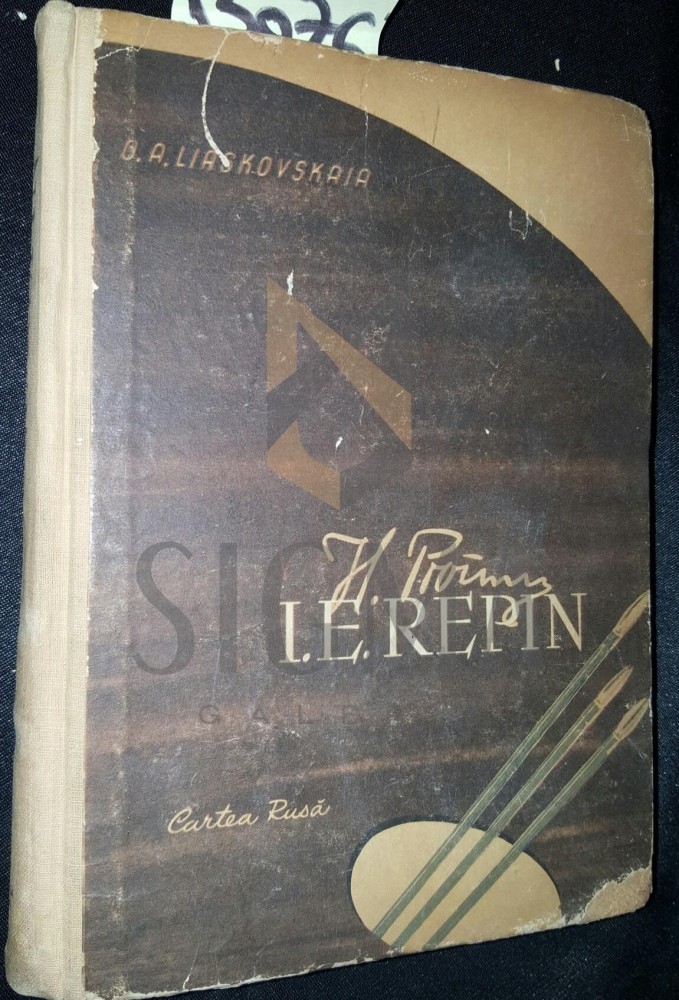 O. A. LIASKOVSKAIA
I. E. REPIN
Cartea Rusă